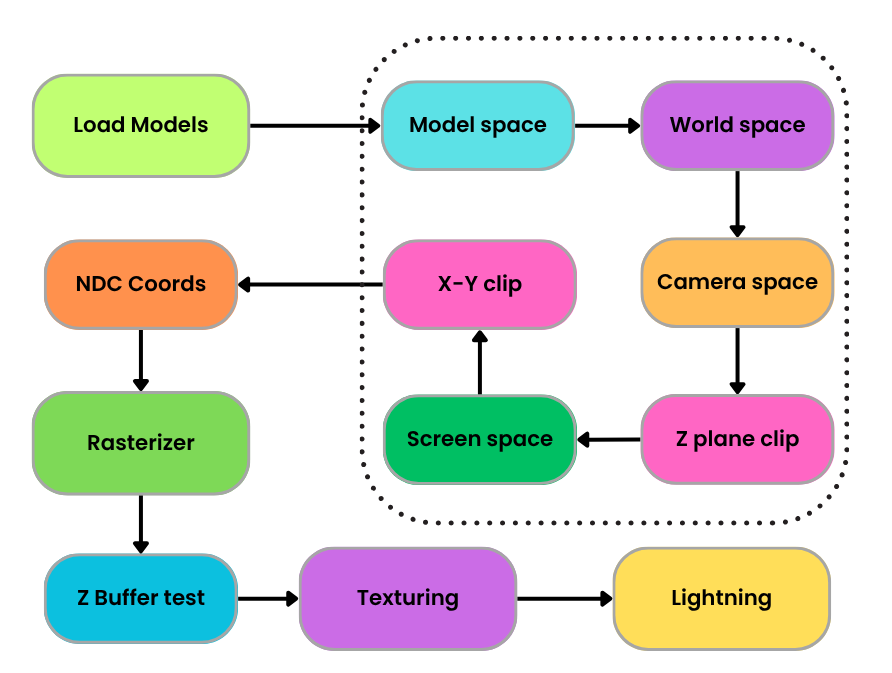 Load Models
Model space
World space
NDC Coords
X-Y clip
Camera space
Rasterizer
Screen space
Z plane clip
Z Buffer test
Texturing
Lightning